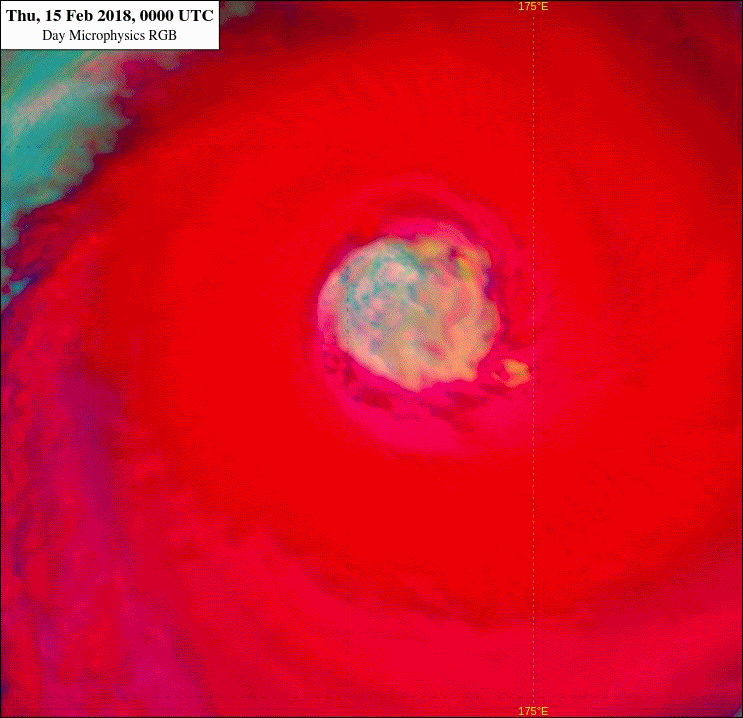 Thu, 15 Feb 2018, 0000 UTC
Day Microphysics RGB
175°E
175°E